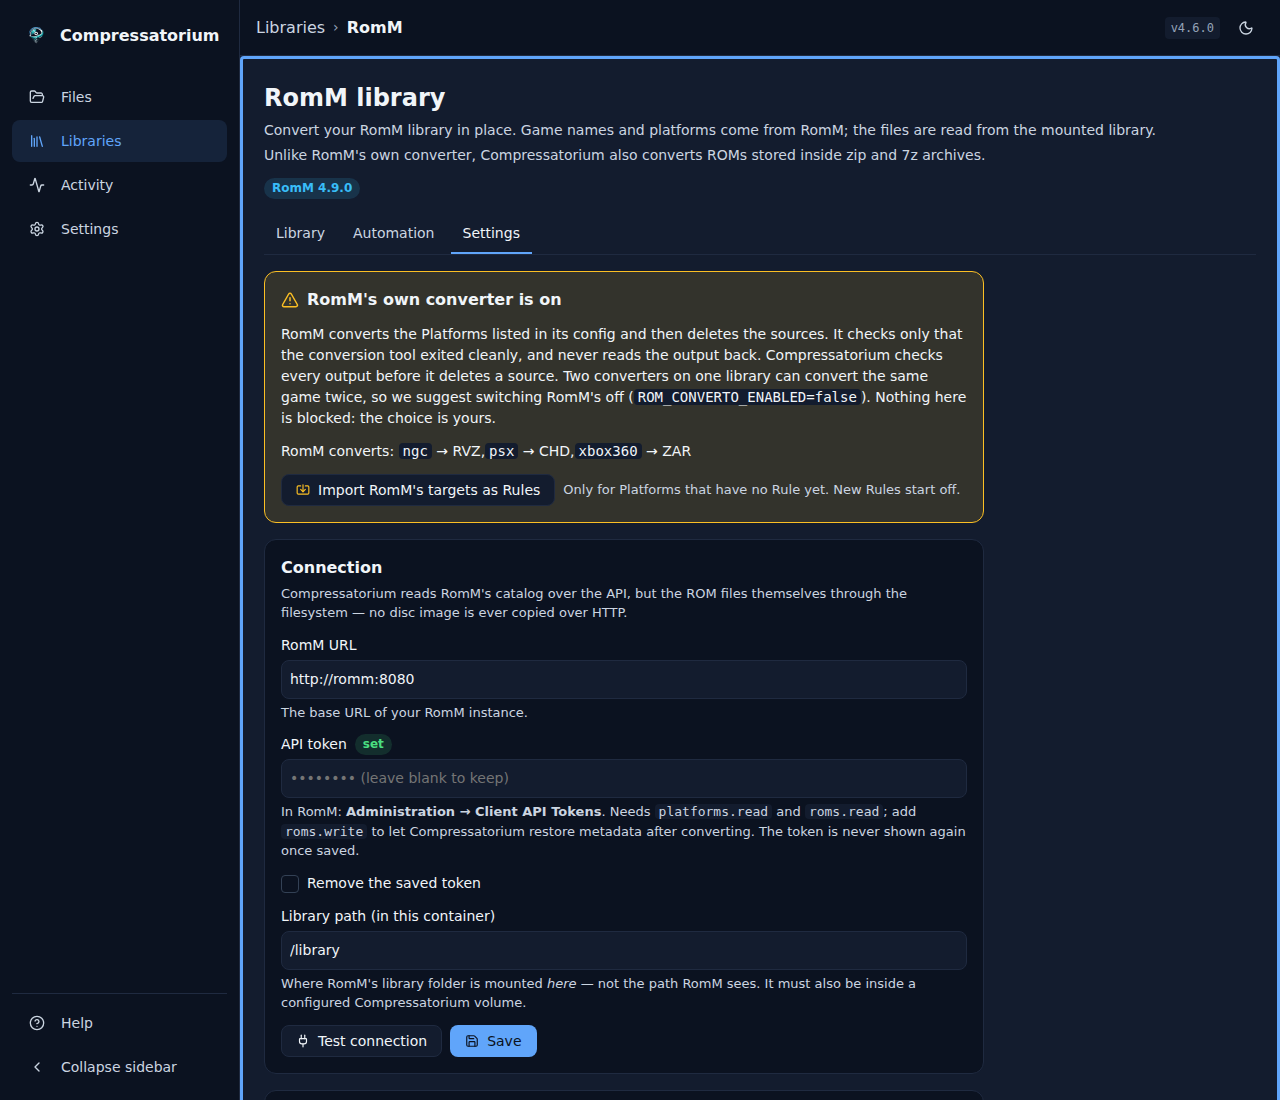 Compressatorium
Libraries › RomM
v4.6.0
Files
Libraries
Activity
Settings
Help
Collapse sidebar
RomM library
Convert your RomM library in place. Game names and platforms come from RomM; the files are read from the mounted library.
Unlike RomM's own converter, Compressatorium also converts ROMs stored inside zip and 7z archives.
RomM 4.9.0
Library Automation Settings
RomM's own converter is on
RomM converts the Platforms listed in its config and then deletes the sources. It checks only that
the conversion tool exited cleanly, and never reads the output back. Compressatorium checks
every output before it deletes a source. Two converters on one library can convert the same
game twice, so we suggest switching RomM's off (ROM_CONVERTO_ENABLED=false). Nothing here
is blocked: the choice is yours.
RomM converts: ngc → RVZ,psx → CHD,xbox360 → ZAR
Import RomM's targets as Rules Only for Platforms that have no Rule yet. New Rules start off.
Connection
Compressatorium reads RomM's catalog over the API, but the ROM files themselves through the
filesystem — no disc image is ever copied over HTTP.
RomM URL
http://romm:8080
The base URL of your RomM instance.
API token set
•••••••• (leave blank to keep)
In RomM: Administration → Client API Tokens. Needs platforms.read and roms.read; add
roms.write to let Compressatorium restore metadata after converting. The token is never shown again
once saved.
Remove the saved token
Library path (in this container)
/library
Where RomM's library folder is mounted here — not the path RomM sees. It must also be inside a
configured Compressatorium volume.
Test connection Save